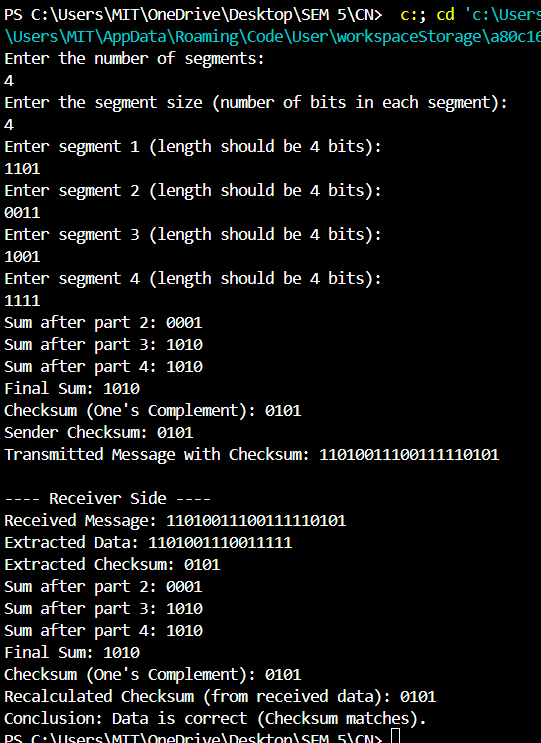 PS C:\Users\MIT\OneDrive\Desktop\SEM 5\CN>  c:; cd 'c:\Users
\Users\MIT\AppData\Roaming\Code\User\workspaceStorage\a80c16
Enter the number of segments:
4
Enter the segment size (number of bits in each segment):
4
Enter segment 1 (length should be 4 bits):
1101
Enter segment 2 (length should be 4 bits):
0011
Enter segment 3 (length should be 4 bits):
1001
Enter segment 4 (length should be 4 bits):
1111
Sum after part 2: 0001
Sum after part 3: 1010
Sum after part 4: 1010
Final Sum: 1010
Checksum (One's Complement): 0101
Sender Checksum: 0101
Transmitted Message with Checksum: 11010011100111110101
---- Receiver Side ----
Received Message: 11010011100111110101
Extracted Data: 1101001110011111
Extracted Checksum: 0101
Sum after part 2: 0001
Sum after part 3: 1010
Sum after part 4: 1010
Final Sum: 1010
Checksum (One's Complement): 0101
Recalculated Checksum (from received data): 0101
Conclusion: Data is correct (Checksum matches).
PS C:\Users\MIT\OneDrive\Desktop\SEM 5\CN>